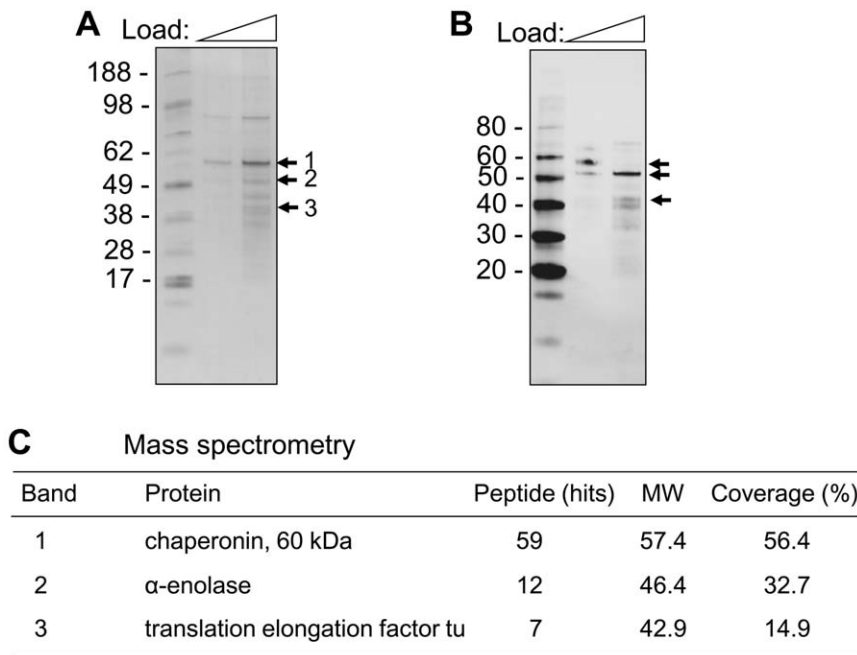 A Load:
188 -
98 -
62 -
49 -
38 -
28 -
17 -
1
2
3
B Load:
80 -
60 -
50 -
40 -
30 -
20 -
C Mass spectrometry
Band Protein Peptide (hits) MW Coverage (%)
1 chaperonin, 60 kDa 59 57.4 56.4
2 α-enolase 12 46.4 32.7
3 translation elongation factor tu 7 42.9 14.9